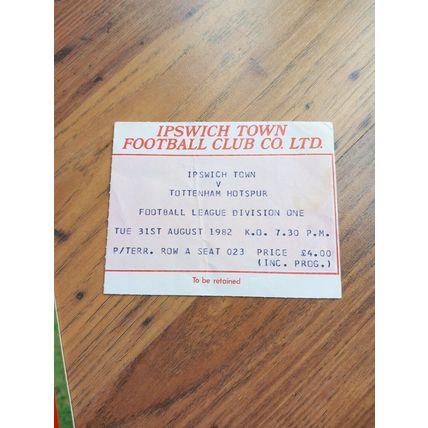 IPSWICH TOWN
FOOTBALL CLUB CO. LTD.
IPSWICH TOWN
V
TOTTENHAM HOTSPUR
FOOTBALL LEAGUE DIVISION ONE
TUE 31ST AUGUST 1982 K.O. 7.30 P.M.
P/TERR. ROW A SEAT 023 PRICE £4.00
(INC. PROG.)
To be retained